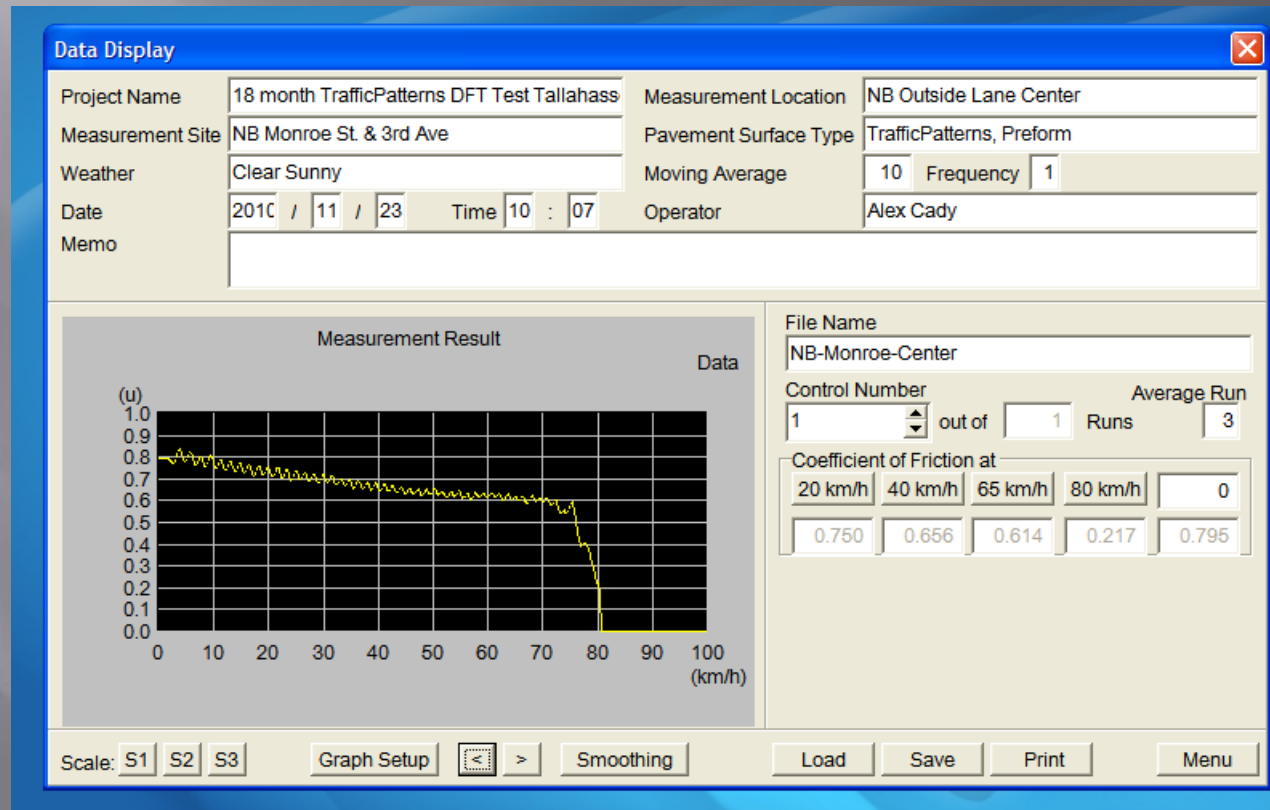 Data Display
Project Name 18 month TrafficPatterns DFT Test Tallahass
Measurement Location NB Outside Lane Center
Measurement Site NB Monroe St. & 3rd Ave
Pavement Surface Type TrafficPatterns, Preform
Weather Clear Sunny
Moving Average 10 Frequency 1
Date 2010 / 11 / 23 Time 10 : 07
Operator Alex Cady
Memo
Measurement Result
Data
(u)
1.0
0.9
0.8
0.7
0.6
0.5
0.4
0.3
0.2
0.1
0.0
0 10 20 30 40 50 60 70 80 90 100
(km/h)
File Name
NB-Monroe-Center
Control Number Average Run
1 out of 1 Runs 3
Coefficient of Friction at
20 km/h 40 km/h 65 km/h 80 km/h 0
0.750 0.656 0.614 0.217 0.795
Scale: S1 S2 S3 Graph Setup < > Smoothing Load Save Print Menu